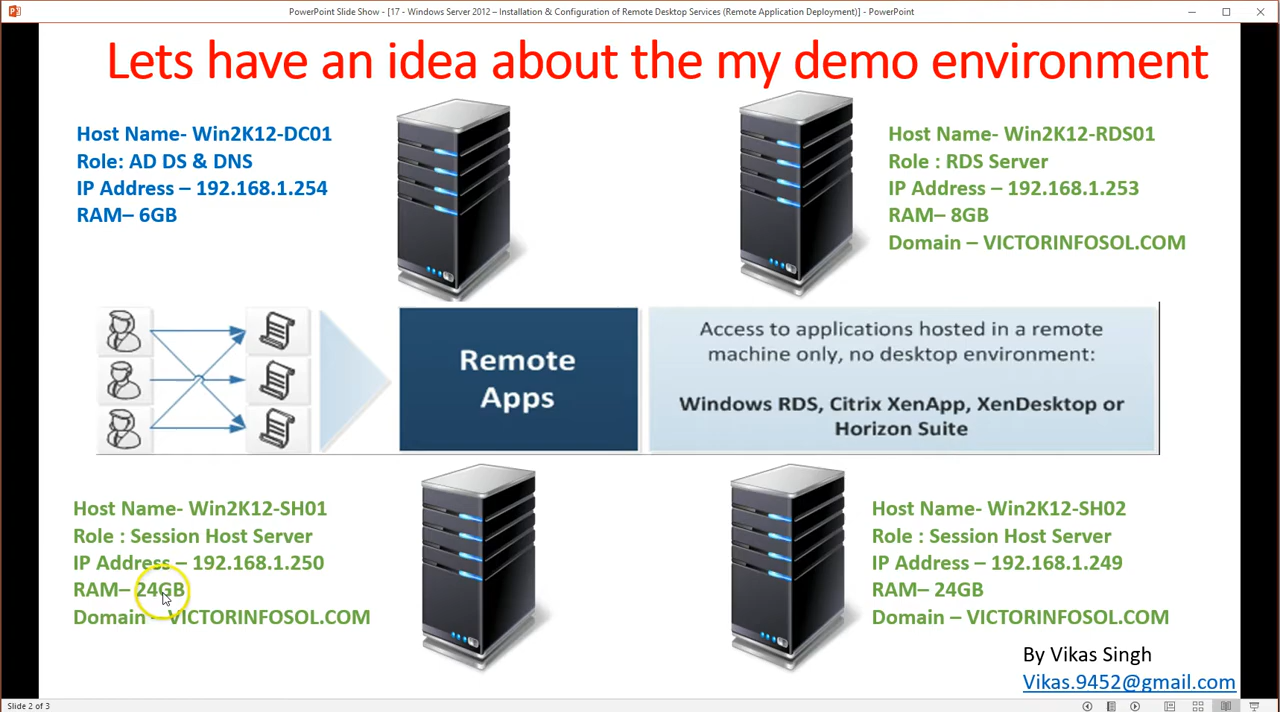 PowerPoint Slide Show - [17 - Windows Server 2012 – Installation & Configuration of Remote Desktop Services (Remote Application Deployment)] - PowerPoint
Lets have an idea about the my demo environment
Host Name- Win2K12-DC01
Role: AD DS & DNS
IP Address – 192.168.1.254
RAM– 6GB
Host Name- Win2K12-RDS01
Role : RDS Server
IP Address – 192.168.1.253
RAM– 8GB
Domain – VICTORINFOSOL.COM
Remote
Apps
Access to applications hosted in a remote
machine only, no desktop environment:
Windows RDS, Citrix XenApp, XenDesktop or
Horizon Suite
Host Name- Win2K12-SH01
Role : Session Host Server
IP Address – 192.168.1.250
RAM– 24GB
Domain – VICTORINFOSOL.COM
Host Name- Win2K12-SH02
Role : Session Host Server
IP Address – 192.168.1.249
RAM– 24GB
Domain – VICTORINFOSOL.COM
By Vikas Singh
Vikas.9452@gmail.com
Slide 2 of 3